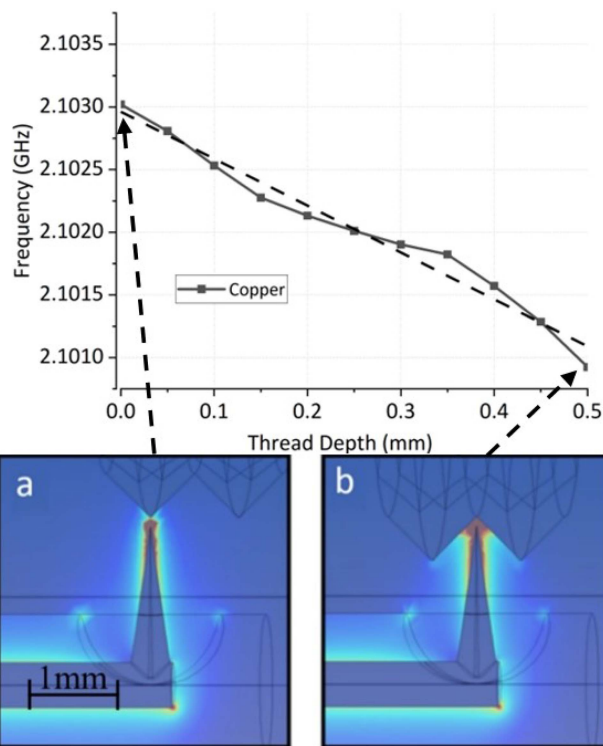 2.1035
2.1030
2.1025
2.1020
2.1015
2.1010
Frequency (GHz)
Copper
0.0 0.1 0.2 0.3 0.4 0.5
Thread Depth (mm)
a b
1mm